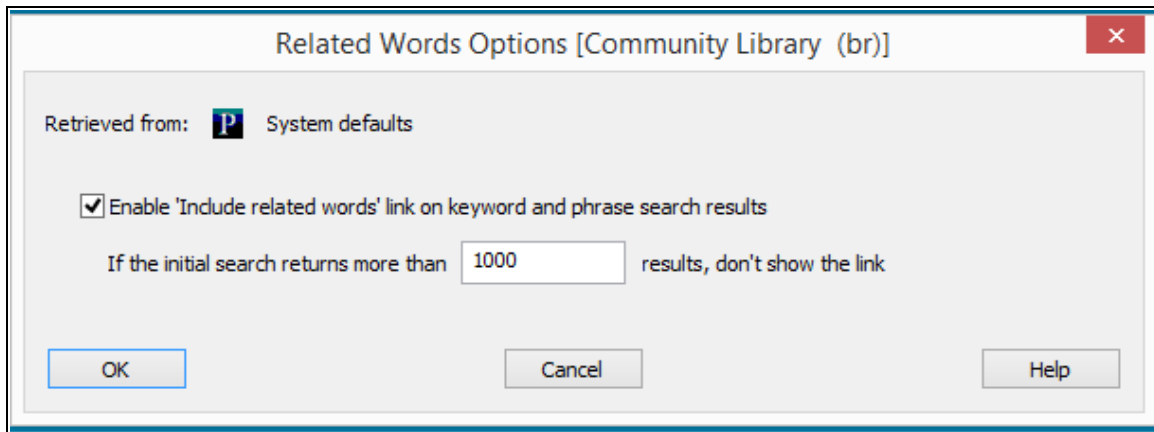 Related Words Options [Community Library (br)]
Retrieved from: P System defaults
Enable 'Include related words' link on keyword and phrase search results
If the initial search returns more than 1000 results, don't show the link
OK Cancel Help